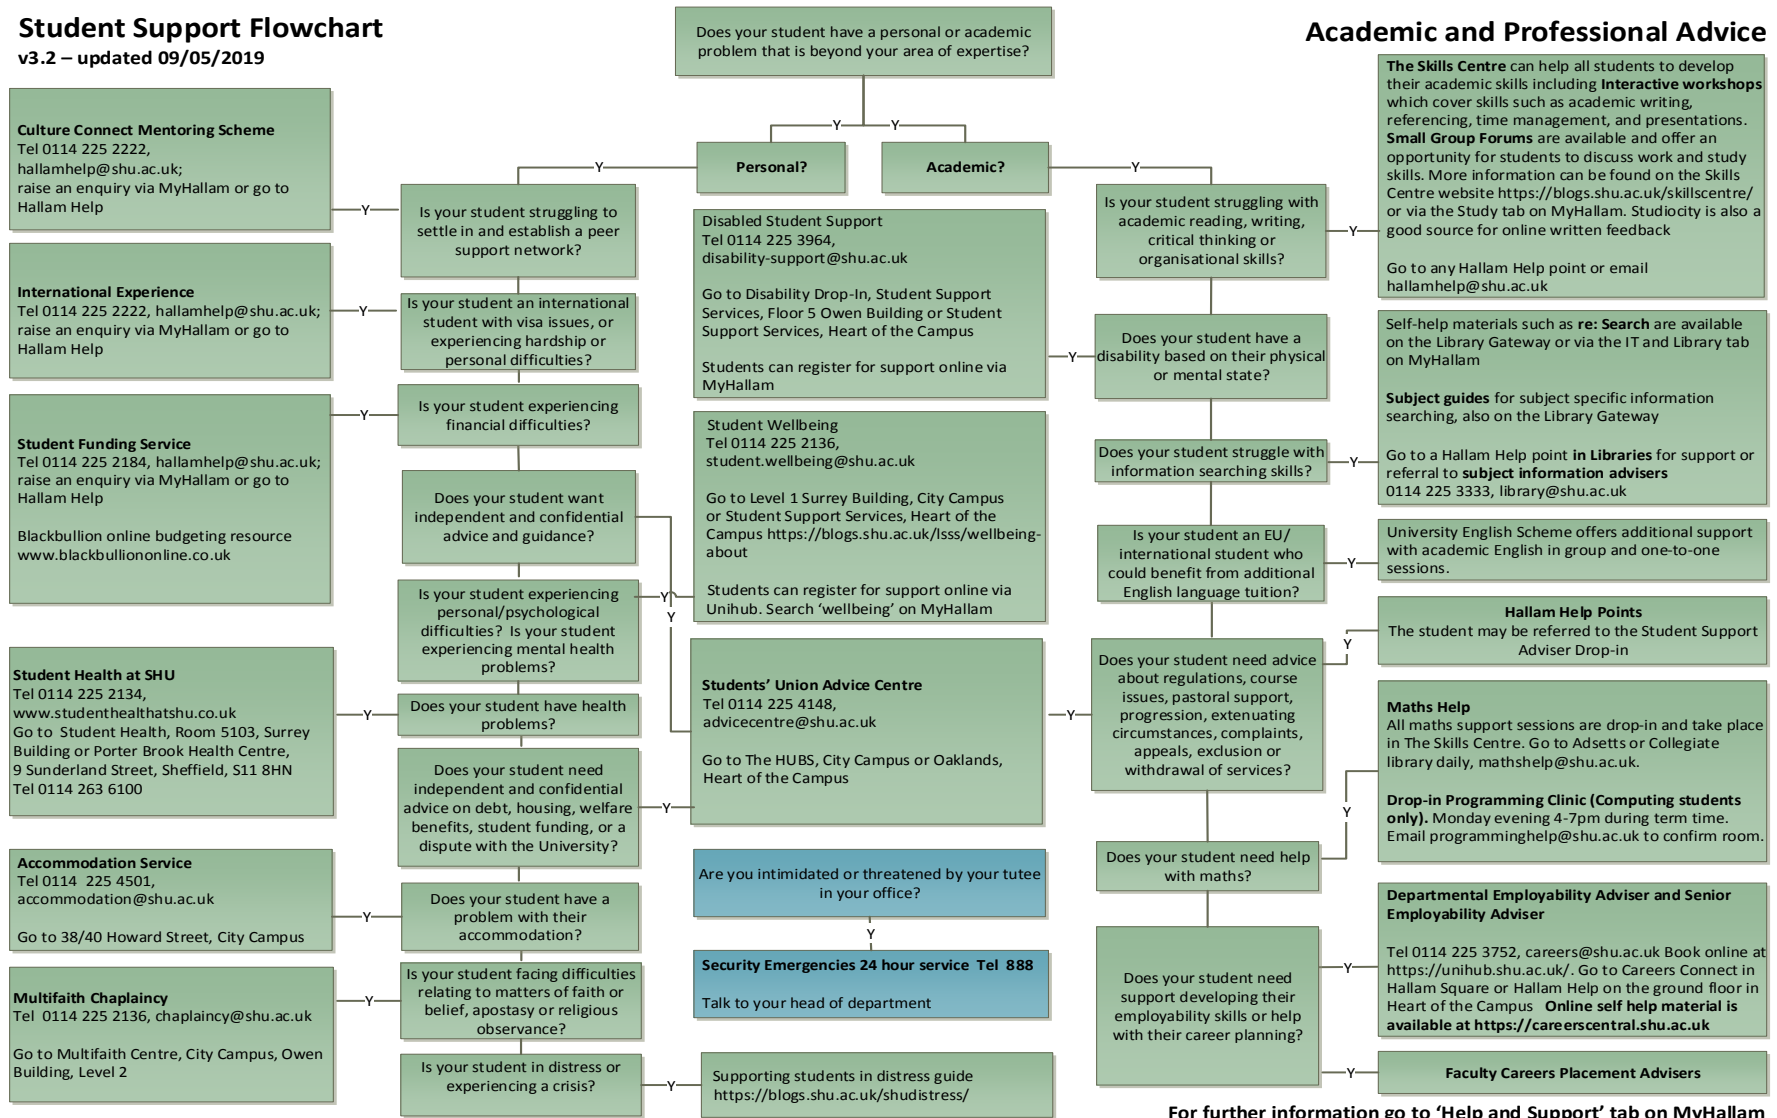 Student Support Flowchart
v3.2 – updated 09/05/2019
Does your student have a personal or academic
problem that is beyond your area of expertise?
Academic and Professional Advice
Y
Y
Personal?
Academic?
Y
Y
Culture Connect Mentoring Scheme
Tel 0114 225 2222,
hallamhelp@shu.ac.uk;
raise an enquiry via MyHallam or go to
Hallam Help
Y
Is your student struggling to
settle in and establish a peer
support network?
International Experience
Tel 0114 225 2222, hallamhelp@shu.ac.uk;
raise an enquiry via MyHallam or go to
Hallam Help
Y
Is your student an international
student with visa issues, or
experiencing hardship or
personal difficulties?
Student Funding Service
Tel 0114 225 2184, hallamhelp@shu.ac.uk;
raise an enquiry via MyHallam or go to
Hallam Help
Blackbullion online budgeting resource
www.blackbulliononline.co.uk
Y
Is your student experiencing
financial difficulties?
Does your student want
independent and confidential
advice and guidance?
Y
Is your student experiencing
personal/psychological
difficulties? Is your student
experiencing mental health
problems?
Y
Student Health at SHU
Tel 0114 225 2134,
www.studenthealthatshu.co.uk
Go to Student Health, Room 5103, Surrey
Building or Porter Brook Health Centre,
9 Sunderland Street, Sheffield, S11 8HN
Tel 0114 263 6100
Y
Does your student have health
problems?
Does your student need
independent and confidential
advice on debt, housing, welfare
benefits, student funding, or a
dispute with the University?
Y
Accommodation Service
Tel 0114 225 4501,
accommodation@shu.ac.uk
Go to 38/40 Howard Street, City Campus
Y
Does your student have a
problem with their
accommodation?
Multifaith Chaplaincy
Tel 0114 225 2136, chaplaincy@shu.ac.uk
Go to Multifaith Centre, City Campus, Owen
Building, Level 2
Y
Is your student facing difficulties
relating to matters of faith or
belief, apostasy or religious
observance?
Is your student in distress or
experiencing a crisis?
Y
Supporting students in distress guide
https://blogs.shu.ac.uk/shudistress/
Disabled Student Support
Tel 0114 225 3964,
disability-support@shu.ac.uk
Go to Disability Drop-In, Student Support
Services, Floor 5 Owen Building or Student
Support Services, Heart of the Campus
Students can register for support online via
MyHallam
Student Wellbeing
Tel 0114 225 2136,
student.wellbeing@shu.ac.uk
Go to Level 1 Surrey Building, City Campus
or Student Support Services, Heart of the
Campus https://blogs.shu.ac.uk/lsss/wellbeing-
about
Students can register for support online via
Unihub. Search ‘wellbeing’ on MyHallam
Students’ Union Advice Centre
Tel 0114 225 4148,
advicecentre@shu.ac.uk
Go to The HUBS, City Campus or Oaklands,
Heart of the Campus
Are you intimidated or threatened by your tutee
in your office?
Y
Security Emergencies 24 hour service Tel 888
Talk to your head of department
Is your student struggling with
academic reading, writing,
critical thinking or
organisational skills?
Y
The Skills Centre can help all students to develop
their academic skills including Interactive workshops
which cover skills such as academic writing,
referencing, time management, and presentations.
Small Group Forums are available and offer an
opportunity for students to discuss work and study
skills. More information can be found on the Skills
Centre website https://blogs.shu.ac.uk/skillscentre/
or via the Study tab on MyHallam. Studiocity is also a
good source for online written feedback
Go to any Hallam Help point or email
hallamhelp@shu.ac.uk
Y
Does your student have a
disability based on their physical
or mental state?
Does your student struggle with
information searching skills?
Y
Self-help materials such as re: Search are available
on the Library Gateway or via the IT and Library tab
on MyHallam
Subject guides for subject specific information
searching, also on the Library Gateway
Go to a Hallam Help point in Libraries for support or
referral to subject information advisers
0114 225 3333, library@shu.ac.uk
Is your student an EU/
international student who
could benefit from additional
English language tuition?
Y
University English Scheme offers additional support
with academic English in group and one-to-one
sessions.
Y
Does your student need advice
about regulations, course
issues, pastoral support,
progression, extenuating
circumstances, complaints,
appeals, exclusion or
withdrawal of services?
Y
Hallam Help Points
The student may be referred to the Student Support
Adviser Drop-in
Does your student need help
with maths?
Y
Maths Help
All maths support sessions are drop-in and take place
in The Skills Centre. Go to Adsetts or Collegiate
library daily, mathshelp@shu.ac.uk.
Drop-in Programming Clinic (Computing students
only). Monday evening 4-7pm during term time.
Email programminghelp@shu.ac.uk to confirm room.
Does your student need
support developing their
employability skills or help
with their career planning?
Y
Departmental Employability Adviser and Senior
Employability Adviser
Tel 0114 225 3752, careers@shu.ac.uk Book online at
https://unihub.shu.ac.uk/. Go to Careers Connect in
Hallam Square or Hallam Help on the ground floor in
Heart of the Campus Online self help material is
available at https://careerscentral.shu.ac.uk
Y
Faculty Careers Placement Advisers
For further information go to ‘Help and Support’ tab on MyHallam